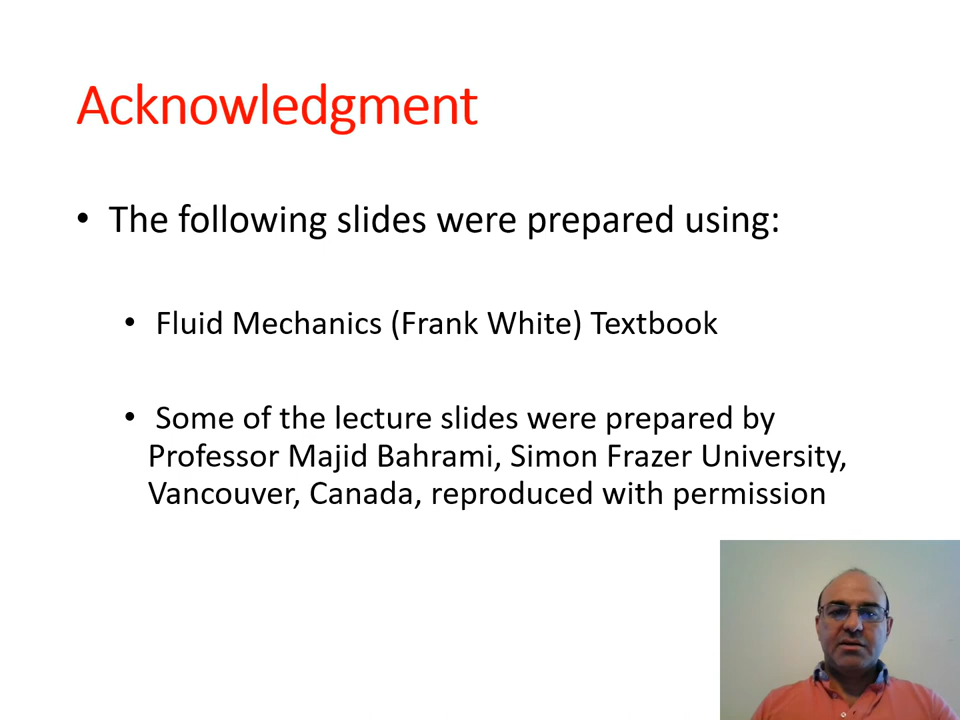 Acknowledgment
• The following slides were prepared using:
• Fluid Mechanics (Frank White) Textbook
• Some of the lecture slides were prepared by
Professor Majid Bahrami, Simon Frazer University,
Vancouver, Canada, reproduced with permission